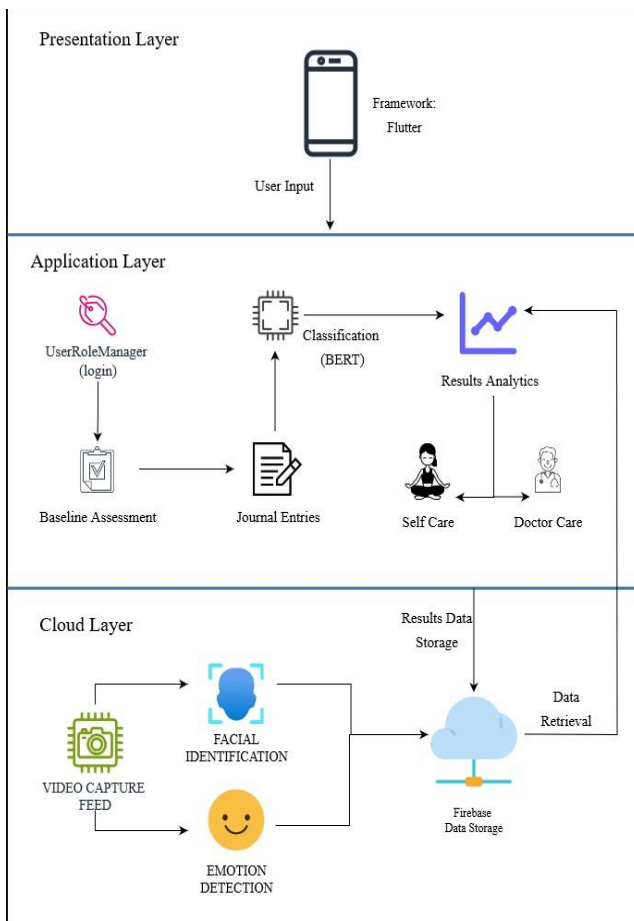 Presentation Layer
Framework:
Flutter
User Input
Application Layer
UserRoleManager
(login)
Classification
(BERT)
Results Analytics
Baseline Assessment
Journal Entries
Self Care
Doctor Care
Cloud Layer
Results Data
Storage
Data
Retrieval
FACIAL
IDENTIFICATION
VIDEO CAPTURE
FEED
Firebase
Data Storage
EMOTION
DETECTION